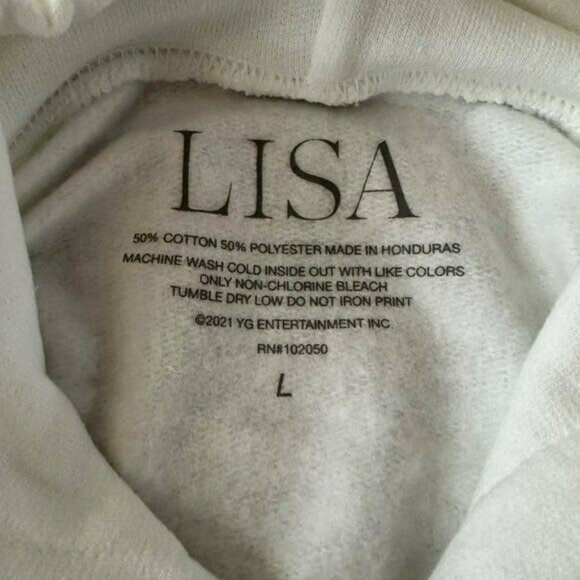 LISA
50% COTTON 50% POLYESTER MADE IN HONDURAS
MACHINE WASH COLD INSIDE OUT WITH LIKE COLORS
ONLY NON-CHLORINE BLEACH
TUMBLE DRY LOW DO NOT IRON PRINT
©2021 YG ENTERTAINMENT INC.
RN#102050
L